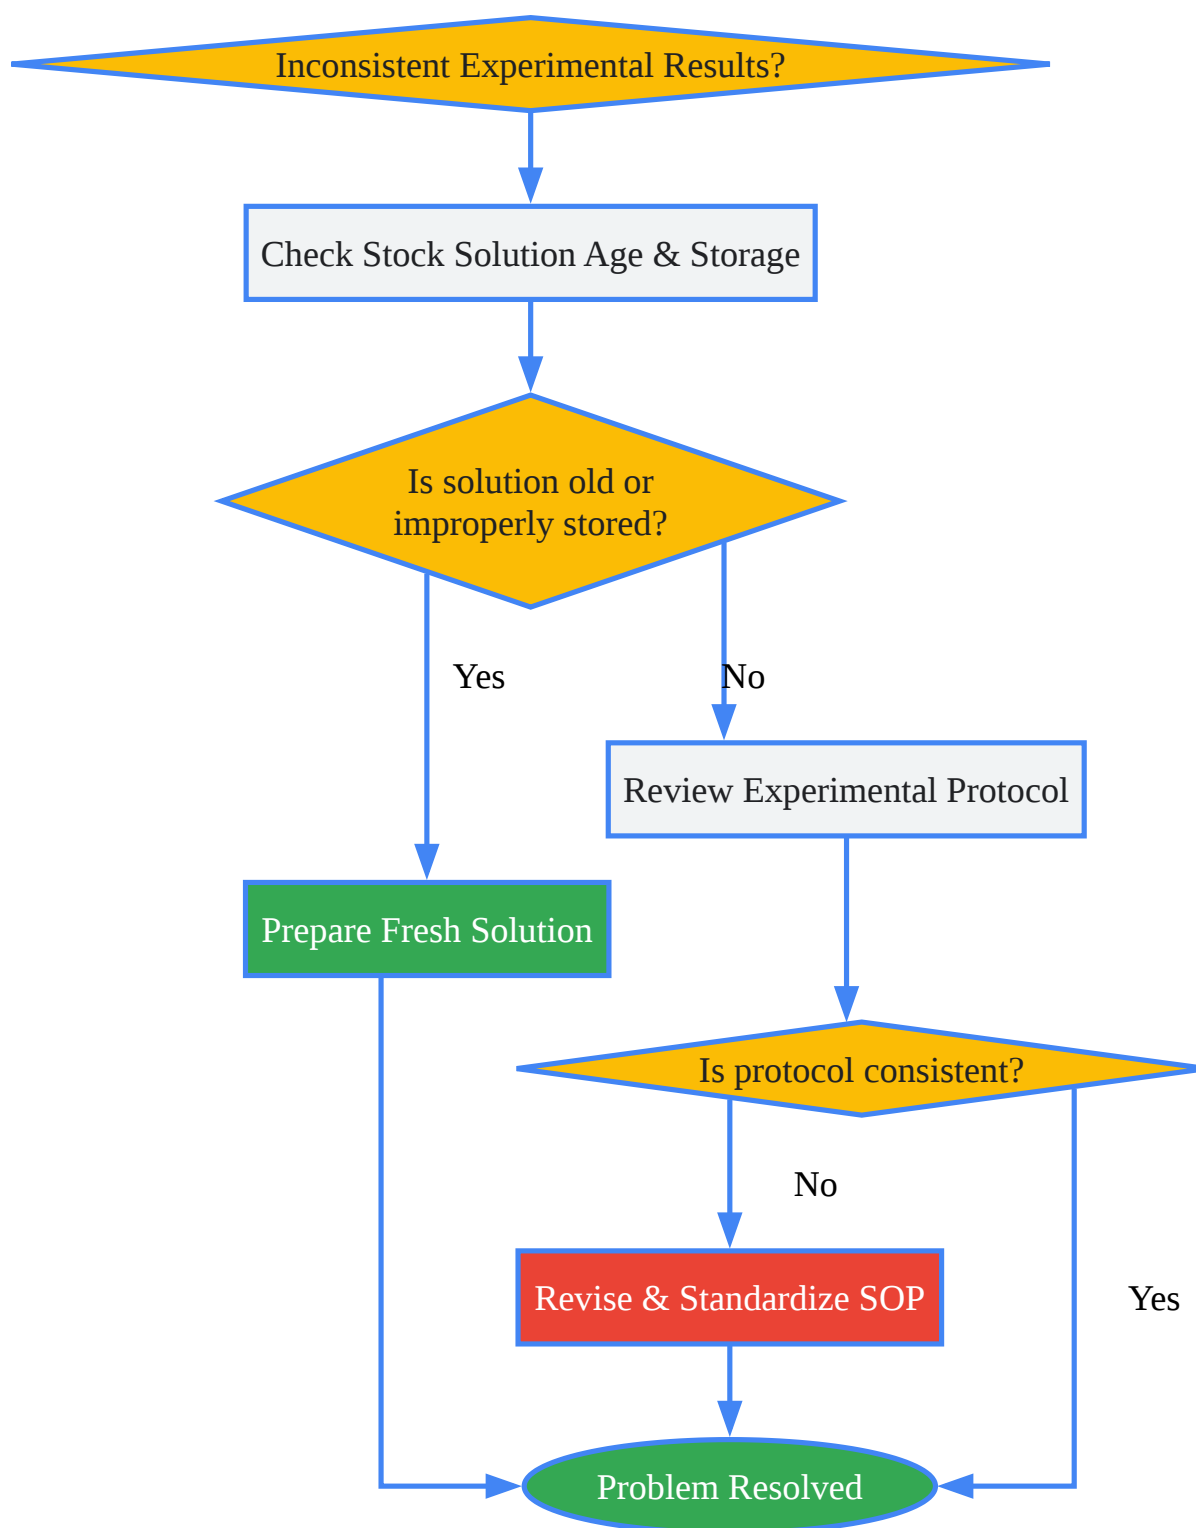 Inconsistent Experimental Results?
Check Stock Solution Age & Storage
Is solution old or
improperly stored?
Yes
No
Review Experimental Protocol
Prepare Fresh Solution
Is protocol consistent?
No
Revise & Standardize SOP
Yes
Problem Resolved